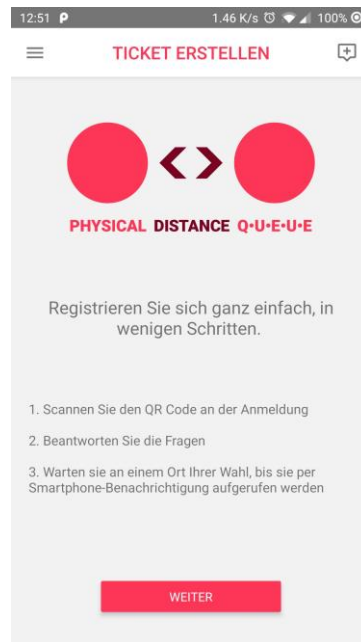 12:51 P 1.46 K/s 100%
TICKET ERSTELLEN
PHYSICAL DISTANCE Q•U•E•U•E
Registrieren Sie sich ganz einfach, in
wenigen Schritten.
1. Scannen Sie den QR Code an der Anmeldung
2. Beantworten Sie die Fragen
3. Warten sie an einem Ort Ihrer Wahl, bis sie per
Smartphone-Benachrichtigung aufgerufen werden
WEITER